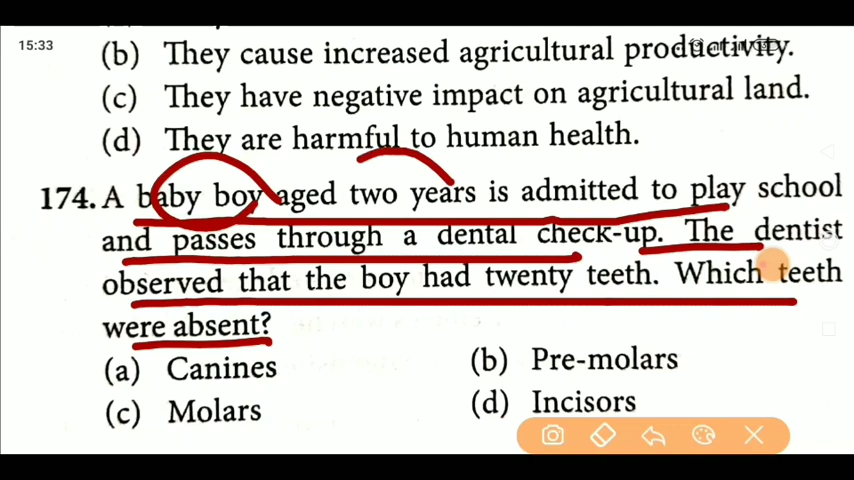 15:33
(b) They cause increased agricultural productivity.
(c) They have negative impact on agricultural land.
(d) They are harmful to human health.
174. A baby boy aged two years is admitted to play school
and passes through a dental check-up. The dentist
observed that the boy had twenty teeth. Which teeth
were absent?
(a) Canines (b) Pre-molars
(c) Molars (d) Incisors